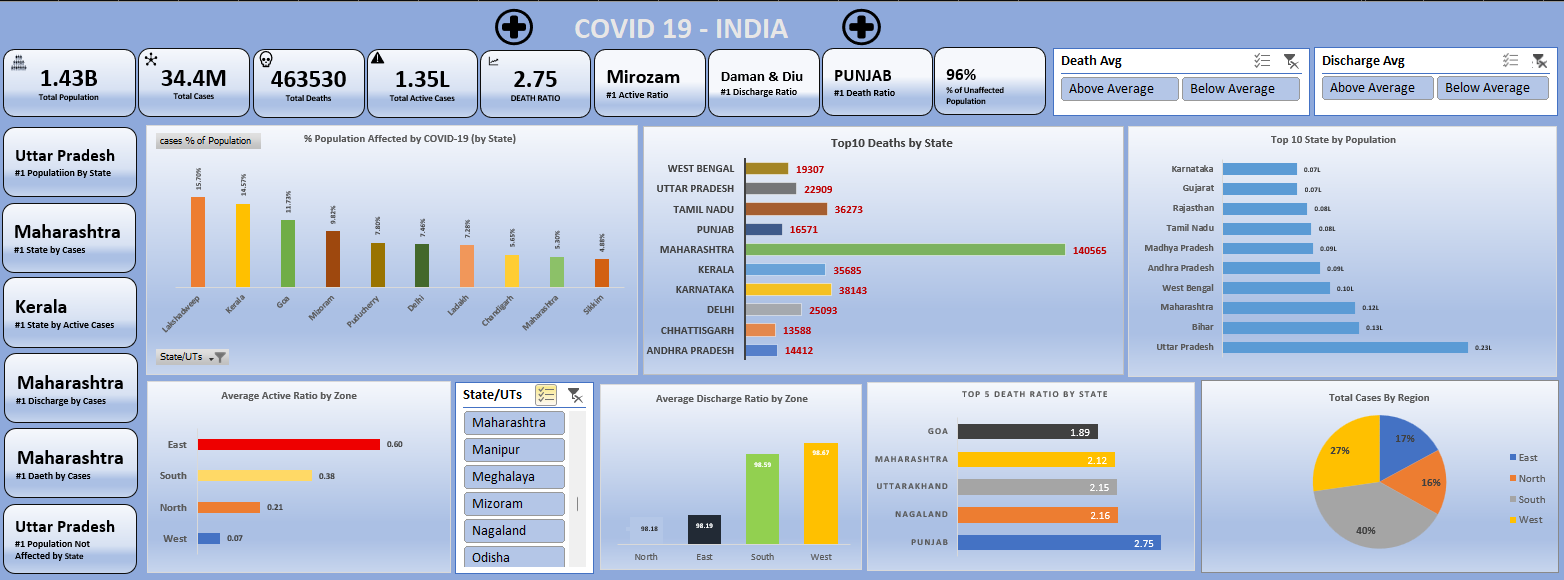 COVID 19 - INDIA
1.43B
Total Population
34.4M
Total Cases
463530
Total Deaths
1.35L
Total Active Cases
2.75
DEATH RATIO
Mirozam
#1 Active Ratio
Daman & Diu
#1 Discharge Ratio
PUNJAB
#1 Death Ratio
96%
% of Unaffected
Population
Death Avg
Above Average
Below Average
Discharge Avg
Above Average
Below Average
Uttar Pradesh
#1 Populatiion By State
Maharashtra
#1 State by Cases
Kerala
#1 State by Active Cases
Maharashtra
#1 Discharge by Cases
Maharashtra
#1 Daeth by Cases
Uttar Pradesh
#1 Population Not
Affected by State
cases % of Population
% Population Affected by COVID-19 (by State)
15.70%
14.57%
11.73%
9.82%
7.80%
7.46%
7.28%
5.65%
5.30%
4.88%
Lakshadweep
Kerala
Goa
Mizoram
Puducherry
Delhi
Ladakh
Chandigarh
Maharashtra
Sikkim
State/UTs
Top10 Deaths by State
WEST BENGAL 19307
UTTAR PRADESH 22909
TAMIL NADU 36273
PUNJAB 16571
MAHARASHTRA 140565
KERALA 35685
KARNATAKA 38143
DELHI 25093
CHHATTISGARH 13588
ANDHRA PRADESH 14412
Top 10 State by Population
Karnataka 0.07L
Gujarat 0.07L
Rajasthan 0.08L
Tamil Nadu 0.08L
Madhya Pradesh 0.09L
Andhra Pradesh 0.09L
West Bengal 0.10L
Maharashtra 0.12L
Bihar 0.13L
Uttar Pradesh 0.23L
Average Active Ratio by Zone
East 0.60
South 0.38
North 0.21
West 0.07
State/UTs
Maharashtra
Manipur
Meghalaya
Mizoram
Nagaland
Odisha
Average Discharge Ratio by Zone
98.18
98.19
98.59
98.67
North
East
South
West
TOP 5 DEATH RATIO BY STATE
GOA 1.89
MAHARASHTRA 2.12
UTTARAKHAND 2.15
NAGALAND 2.16
PUNJAB 2.75
Total Cases By Region
17%
16%
40%
27%
East
North
South
West